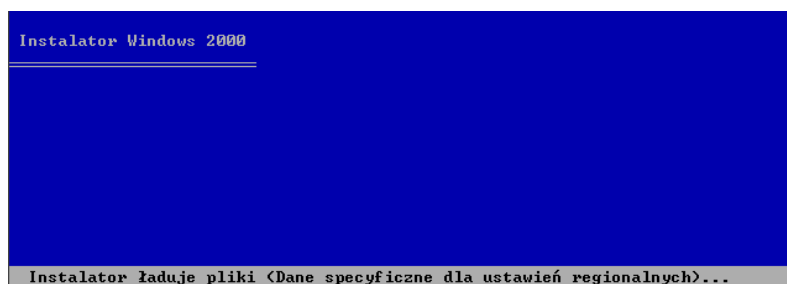 Instalator Windows 2000
Instalator ładuje pliki (Dane specyficzne dla ustawień regionalnych)...